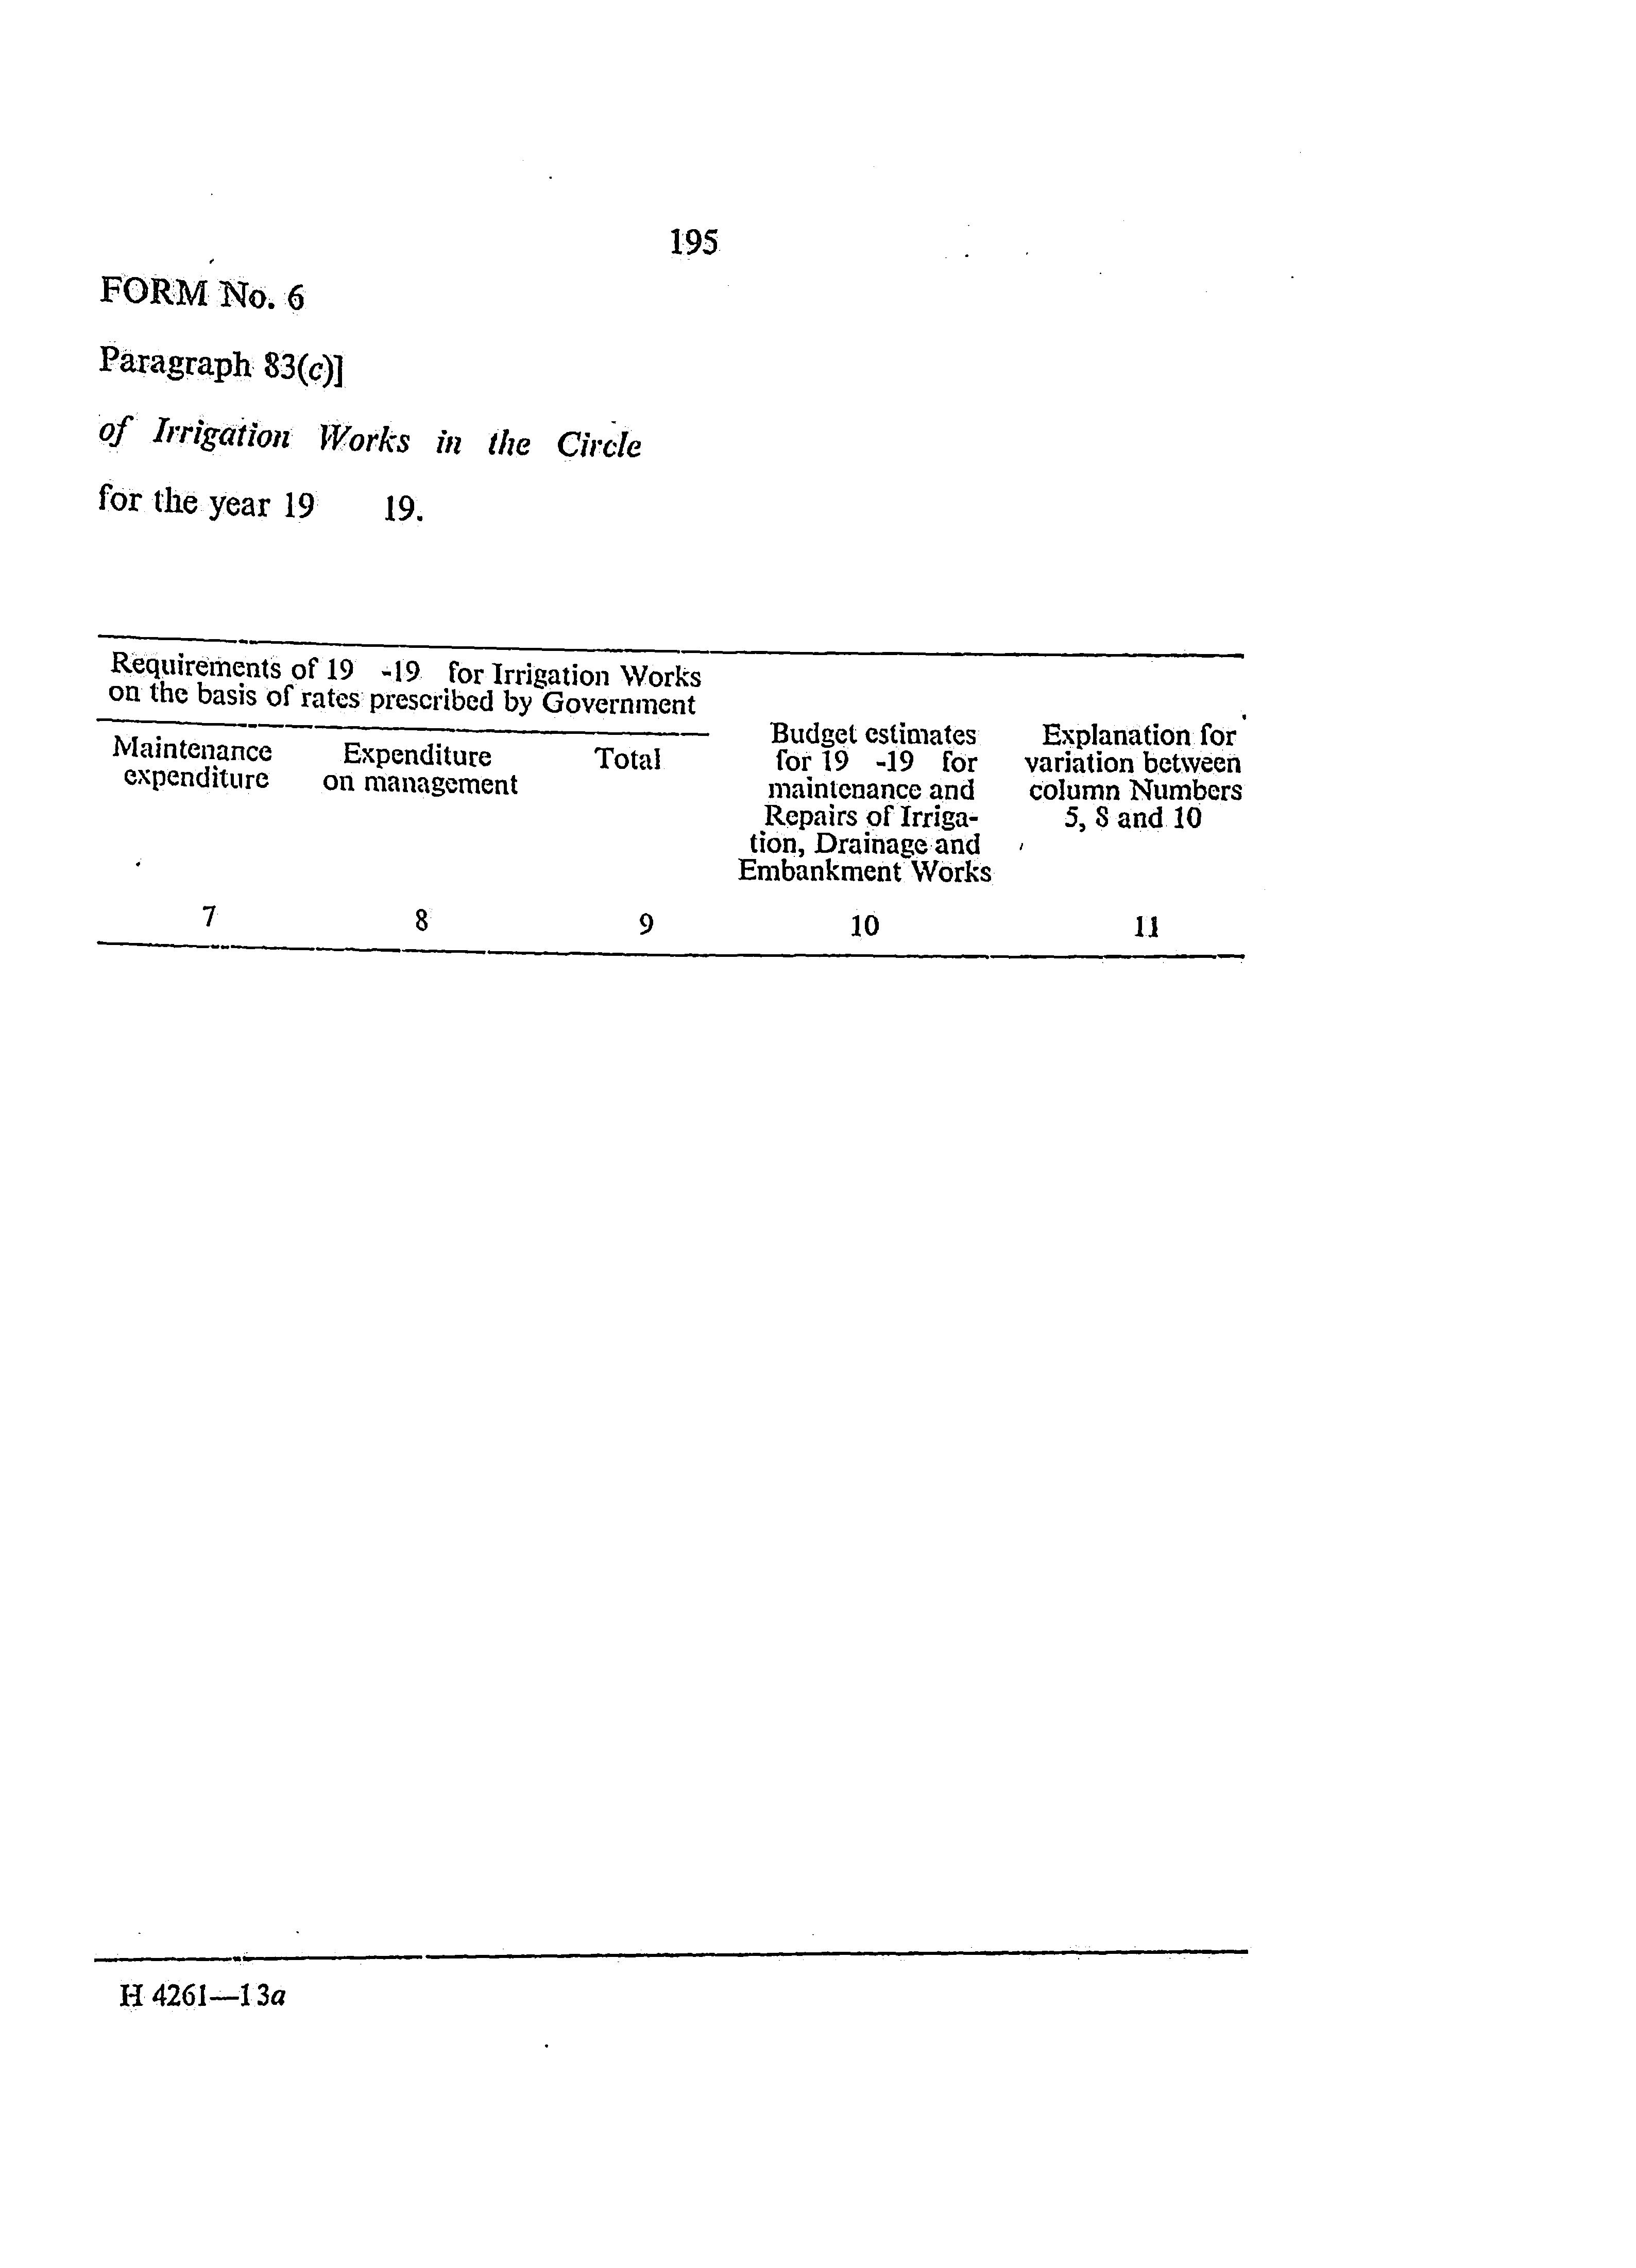 195
FORM No. 6
Paragraph 83(c)]
of Irrigation Works in the Circle
for the year 19 19.
Requirements of 19 -19 for Irrigation Works
on the basis of rates prescribed by Government
Maintenance
expenditure
Expenditure
on management
Total
Budget estimates
for 19 -19 for
maintenance and
Repairs of Irriga-
tion, Drainage and
Embankment Works
Explanation for
variation between
column Numbers
5, 8 and 10
7 8 9 10 11
H 4261—13a